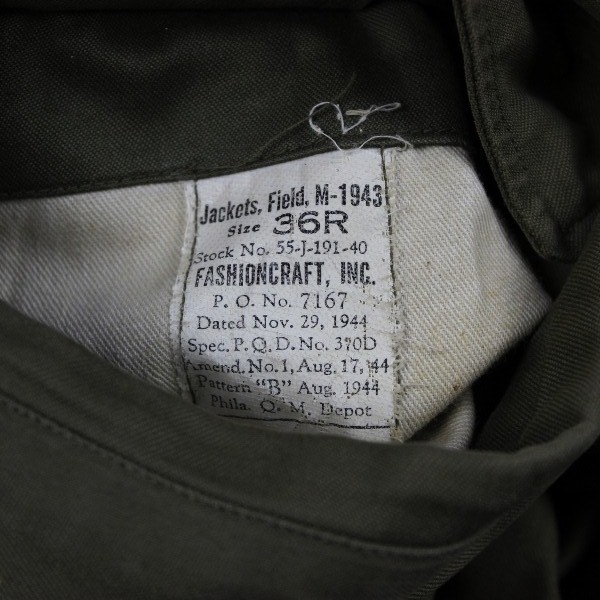 Jackets, Field, M-1943
Size 36R
Stock No. 55-J-191-40
FASHIONCRAFT, INC.
P. O. No. 7167
Dated Nov. 29, 1944
Spec. P. Q. D. No. 370D
Amend. No. 1, Aug. 17, '44
Pattern "B" Aug. 1944
Phila. Q. M. Depot